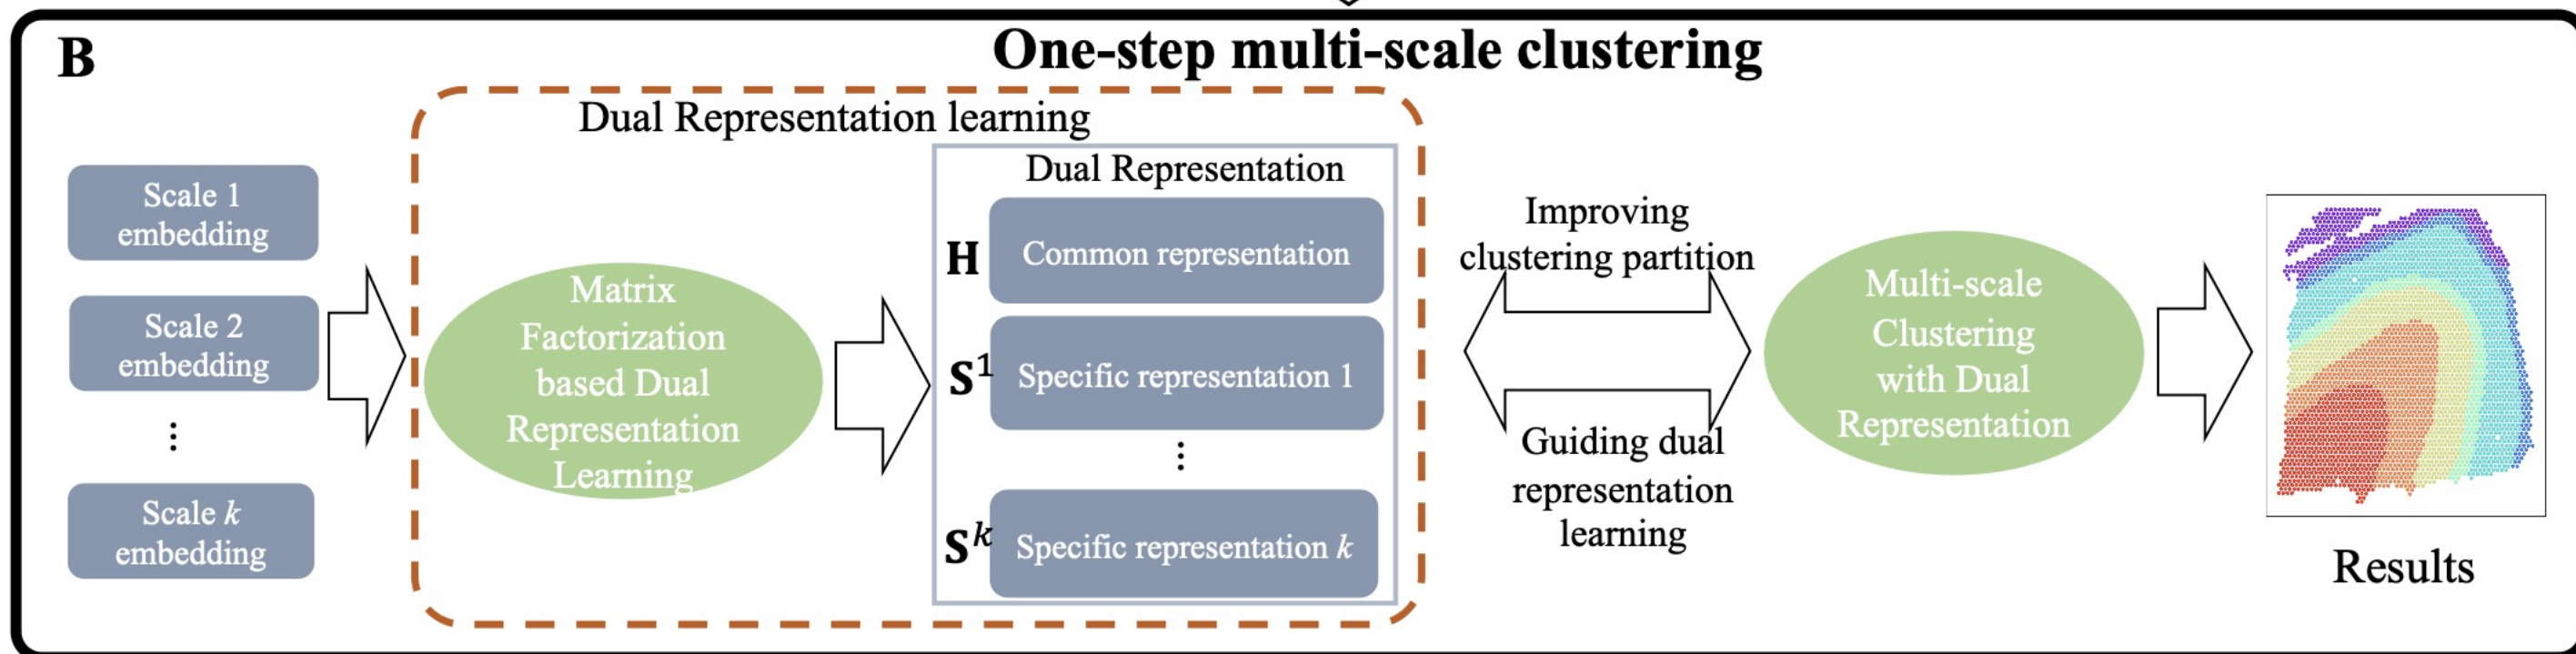 B
One-step multi-scale clustering
Scale 1
embedding
Scale 2
embedding
⋮
Scale k
embedding
Dual Representation learning
Matrix
Factorization
based Dual
Representation
Learning
Dual Representation
H
Common representation
S¹
Specific representation 1
⋮
Sᵏ
Specific representation k
Improving
clustering partition
Guiding dual
representation
learning
Multi-scale
Clustering
with Dual
Representation
Results